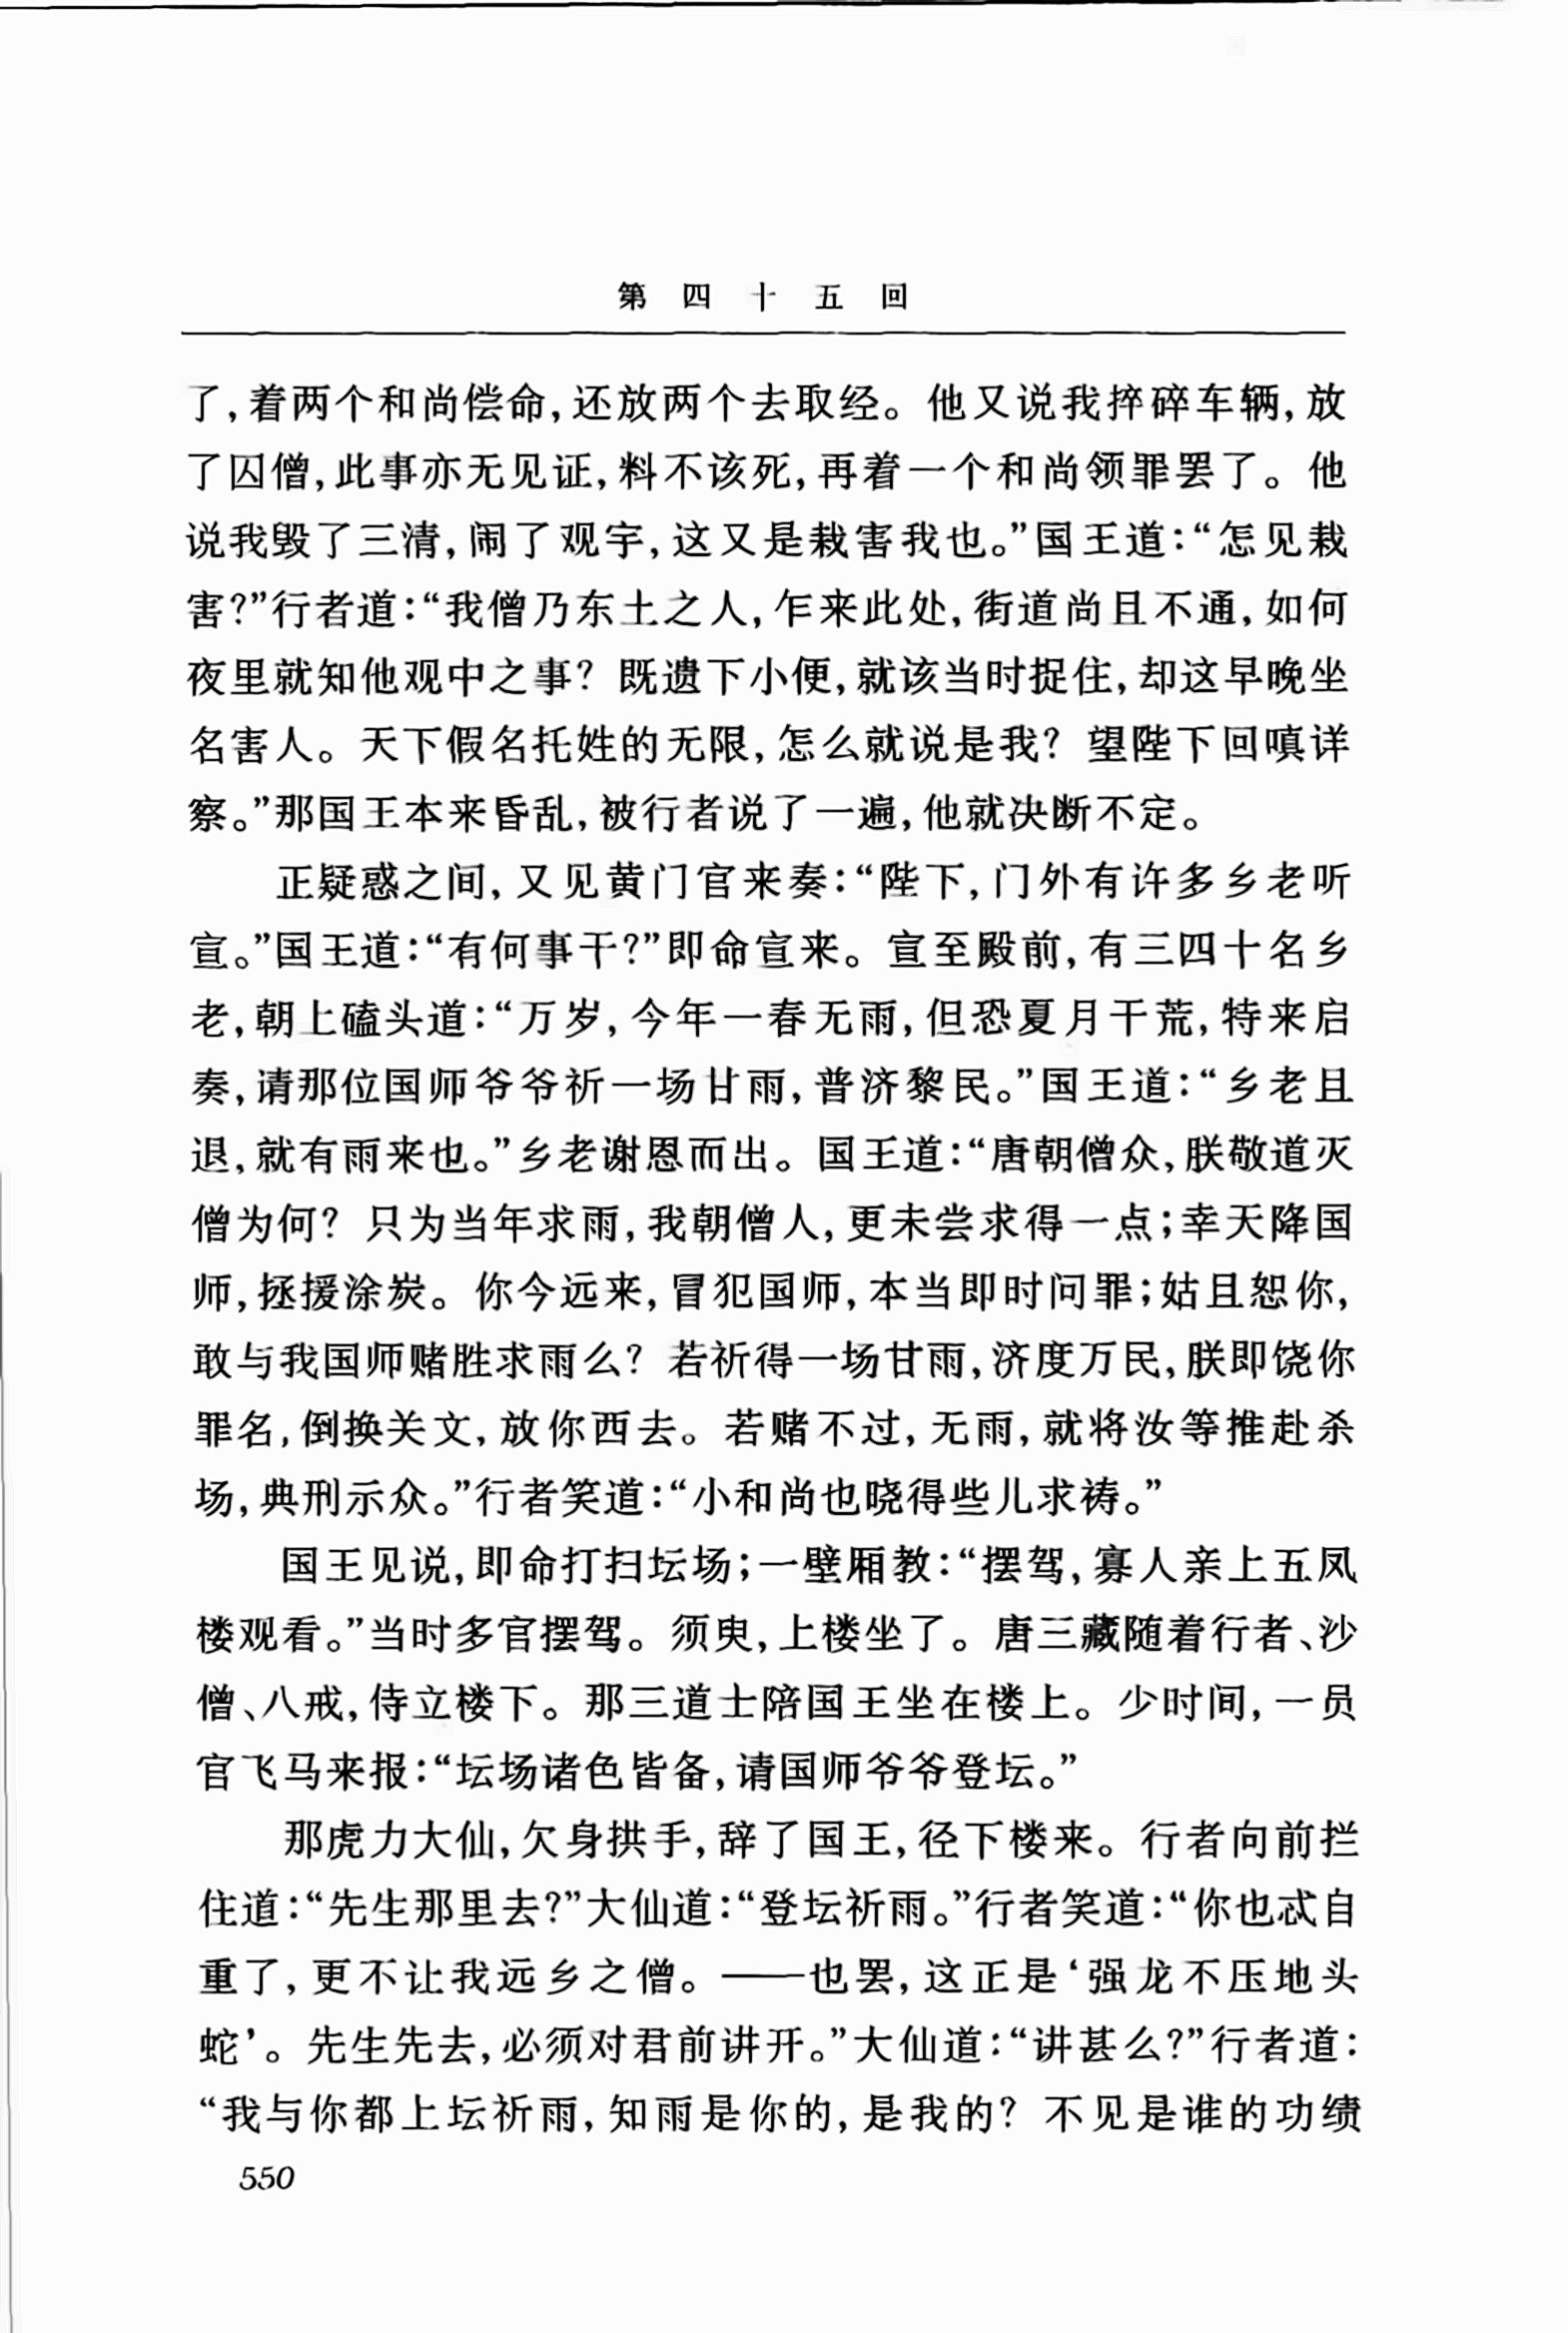 第四十五回
了,着两个和尚偿命,还放两个去取经。他又说我捽碎车辆,放
了囚僧,此事亦无见证,料不该死,再着一个和尚领罪罢了。他
说我毁了三清,闹了观宇,这又是栽害我也。”国王道:“怎见栽
害?”行者道:“我僧乃东土之人,乍来此处,街道尚且不通,如何
夜里就知他观中之事?既遗下小便,就该当时捉住,却这早晚坐
名害人。天下假名托姓的无限,怎么就说是我?望陛下回嗔详
察。”那国王本来昏乱,被行者说了一遍,他就决断不定。
正疑惑之间,又见黄门官来奏:“陛下,门外有许多乡老听
宣。”国王道:“有何事干?”即命宣来。宣至殿前,有三四十名乡
老,朝上磕头道:“万岁,今年一春无雨,但恐夏月干荒,特来启
奏,请那位国师爷爷祈一场甘雨,普济黎民。”国王道:“乡老且
退,就有雨来也。”乡老谢恩而出。国王道:“唐朝僧众,朕敬道灭
僧为何?只为当年求雨,我朝僧人,更未尝求得一点;幸天降国
师,拯援涂炭。你今远来,冒犯国师,本当即时问罪;姑且恕你,
敢与我国师赌胜求雨么?若祈得一场甘雨,济度万民,朕即饶你
罪名,倒换关文,放你西去。若赌不过,无雨,就将汝等推赴杀
场,典刑示众。”行者笑道:“小和尚也晓得些儿求祷。”
国王见说,即命打扫坛场;一壁厢教:“摆驾,寡人亲上五凤
楼观看。”当时多官摆驾。须臾,上楼坐了。唐三藏随着行者、沙
僧、八戒,侍立楼下。那三道士陪国王坐在楼上。少时间,一员
官飞马来报:“坛场诸色皆备,请国师爷爷登坛。”
那虎力大仙,欠身拱手,辞了国王,径下楼来。行者向前拦
住道:“先生那里去?”大仙道:“登坛祈雨。”行者笑道:“你也忒自
重了,更不让我远乡之僧。——也罢,这正是‘强龙不压地头
蛇’。先生先去,必须对君前讲开。”大仙道:“讲甚么?”行者道:
“我与你都上坛祈雨,知雨是你的,是我的?不见是谁的功绩
550